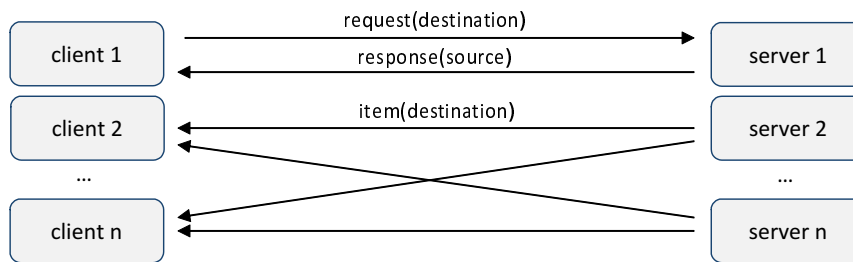 request(destination)
client 1
response(source)
server 1
item(destination)
client 2
server 2
...
...
client n
server n